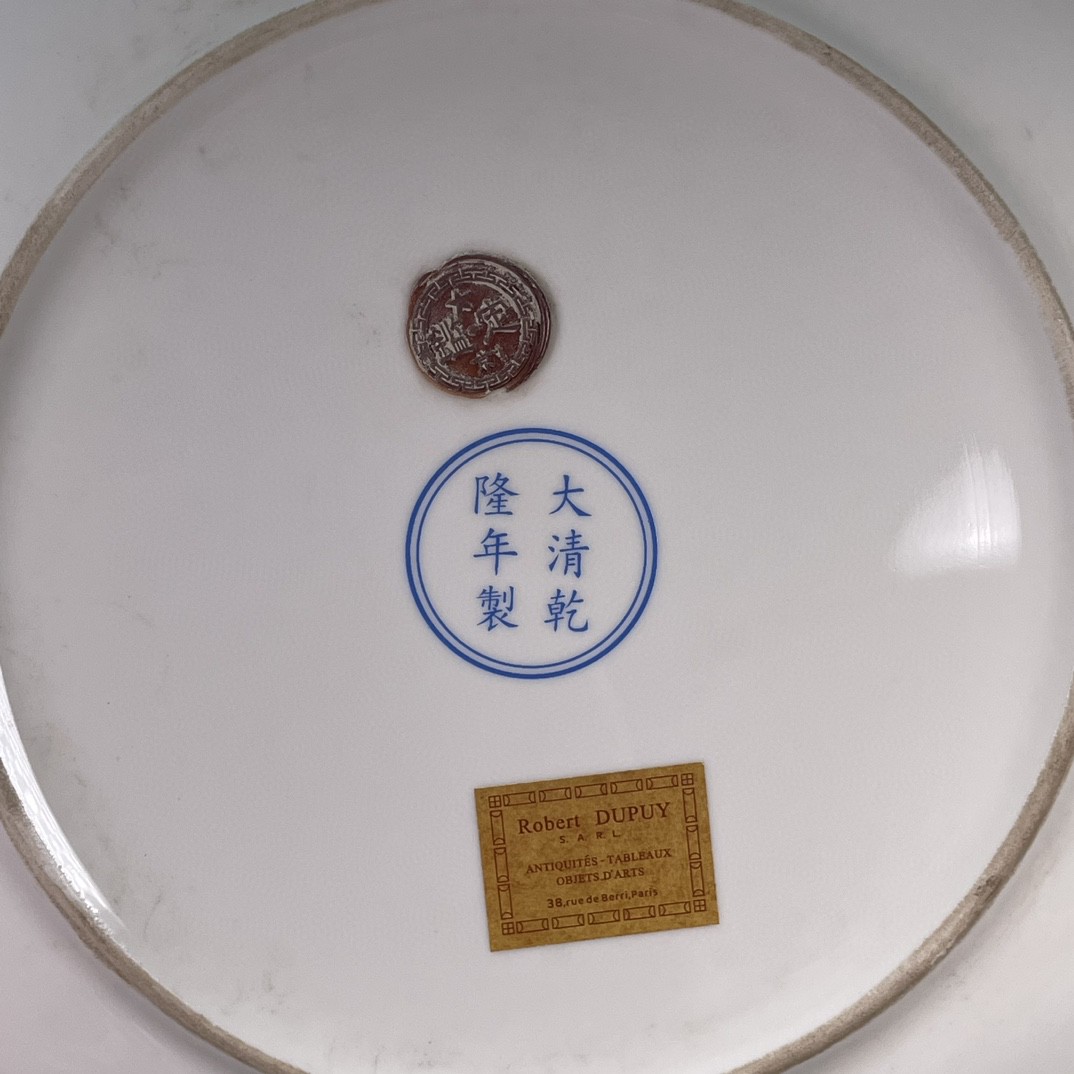 大清乾
隆年製
Robert DUPUY
S. A. R. L.
ANTIQUITÉS - TABLEAUX
OBJETS D'ARTS
38,rue de Berri,Paris